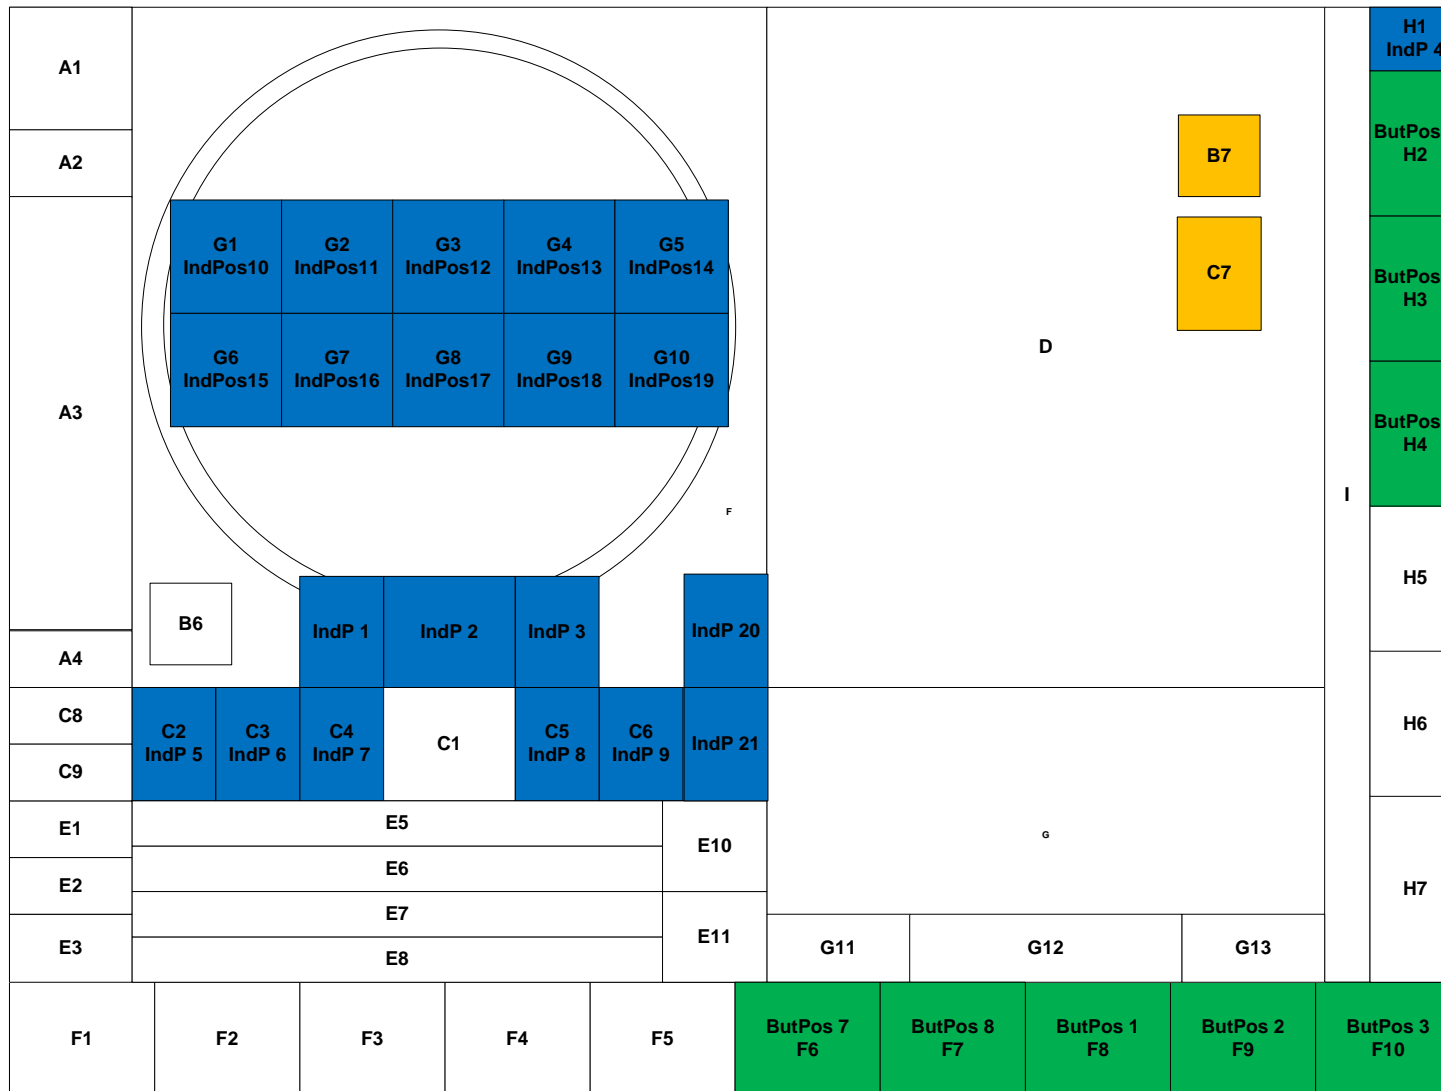 A1
A2
A3
A4
C8
C9
E1
E2
E3
G1
IndPos10
G2
IndPos11
G3
IndPos12
G4
IndPos13
G5
IndPos14
G6
IndPos15
G7
IndPos16
G8
IndPos17
G9
IndPos18
G10
IndPos19
F
B6
IndP 1
IndP 2
IndP 3
IndP 20
C2
IndP 5
C3
IndP 6
C4
IndP 7
C1
C5
IndP 8
C6
IndP 9
IndP 21
E5
E6
E7
E8
E10
E11
B7
C7
D
G
G11
G12
G13
I
H1
IndP 4
ButPos
H2
ButPos
H3
ButPos
H4
H5
H6
H7
F1
F2
F3
F4
F5
ButPos 7
F6
ButPos 8
F7
ButPos 1
F8
ButPos 2
F9
ButPos 3
F10